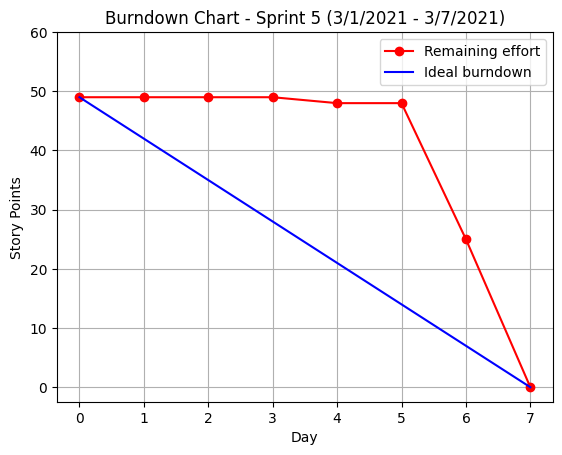 Burndown Chart - Sprint 5 (3/1/2021 - 3/7/2021)
Remaining effort
Ideal burndown
60
50
40
30
20
10
0
Story Points
0 1 2 3 4 5 6 7
Day